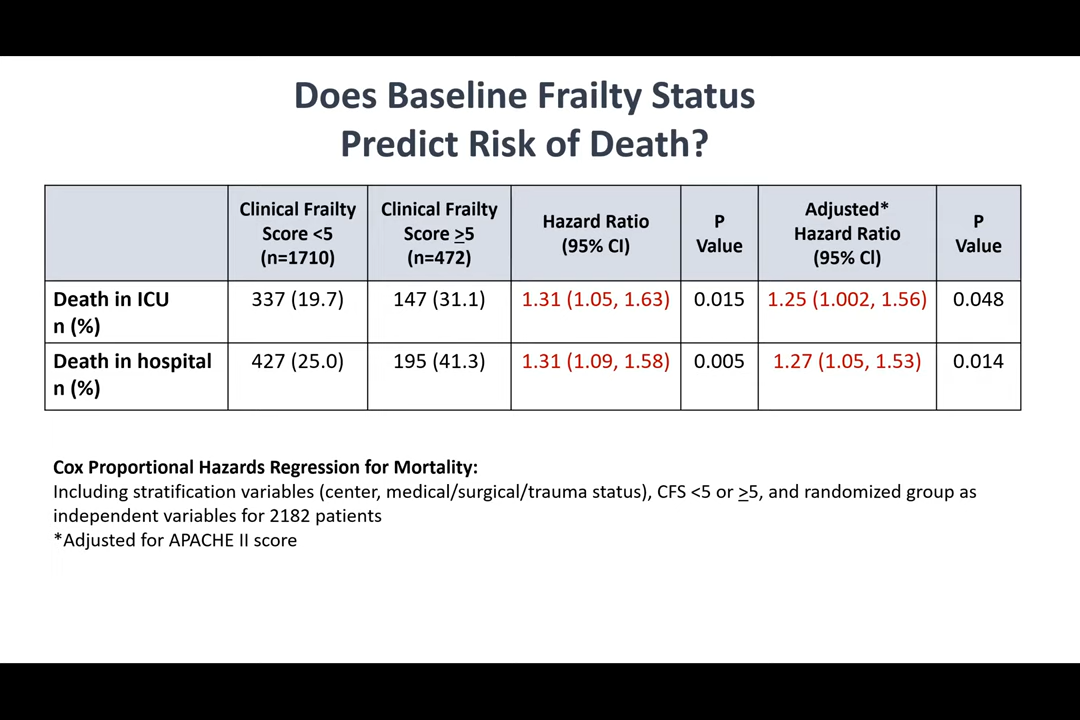 Does Baseline Frailty Status
Predict Risk of Death?
Clinical Frailty Score <5 (n=1710) Clinical Frailty Score ≥5 (n=472) Hazard Ratio (95% CI) P Value Adjusted* Hazard Ratio (95% CI) P Value
Death in ICU n (%) 337 (19.7) 147 (31.1) 1.31 (1.05, 1.63) 0.015 1.25 (1.002, 1.56) 0.048
Death in hospital n (%) 427 (25.0) 195 (41.3) 1.31 (1.09, 1.58) 0.005 1.27 (1.05, 1.53) 0.014
Cox Proportional Hazards Regression for Mortality:
Including stratification variables (center, medical/surgical/trauma status), CFS <5 or ≥5, and randomized group as
independent variables for 2182 patients
*Adjusted for APACHE II score